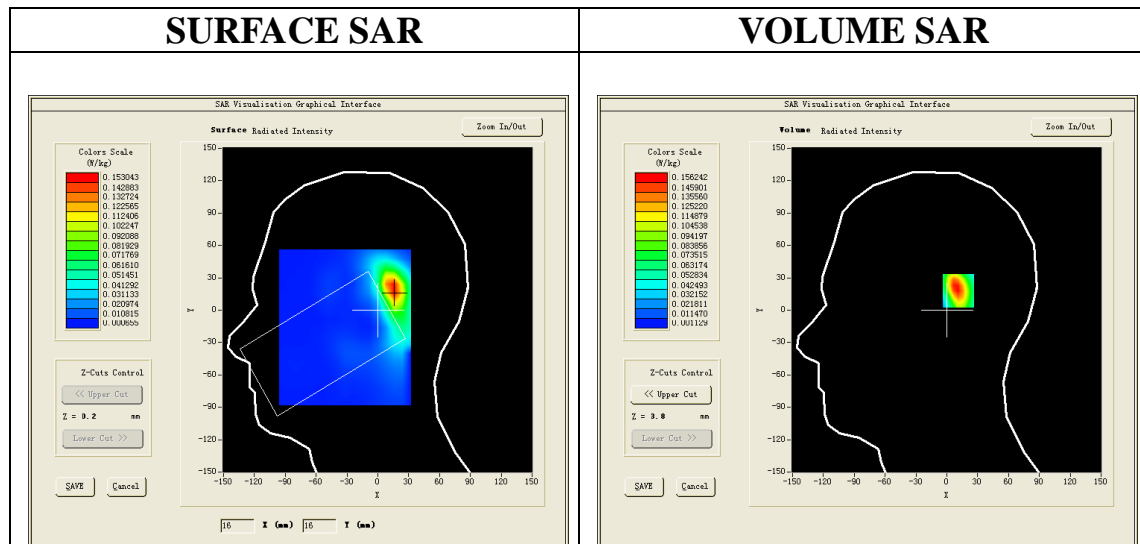 SURFACE SAR
VOLUME SAR
SAR Visualisation Graphical Interface
Surface Radiated Intensity
Zoom In/Out
Colors Scale
(W/kg)
0.153043
0.142883
0.132724
0.122565
0.112406
0.102247
0.092088
0.081929
0.071769
0.061610
0.051451
0.041292
0.031133
0.020974
0.010815
0.000655
150
120
90
60
30
0
-30
-60
-90
-120
-150
Y
-150 -120 -90 -60 -30 0 30 60 90 120 150
X
Z-Cuts Control
<< Upper Cut
Z = 0.2 mm
Lower Cut >>
SAVE Cancel
16 X (mm) 16 Y (mm)
SAR Visualisation Graphical Interface
Volume Radiated Intensity
Zoom In/Out
Colors Scale
(W/kg)
0.156242
0.145901
0.135560
0.125220
0.114879
0.104538
0.094197
0.083856
0.073515
0.063174
0.052834
0.042493
0.032152
0.021811
0.011470
0.001129
150
120
90
60
30
0
-30
-60
-90
-120
-150
Y
-150 -120 -90 -60 -30 0 30 60 90 120 150
X
Z-Cuts Control
<< Upper Cut
Z = 3.8 mm
Lower Cut >>
SAVE Cancel